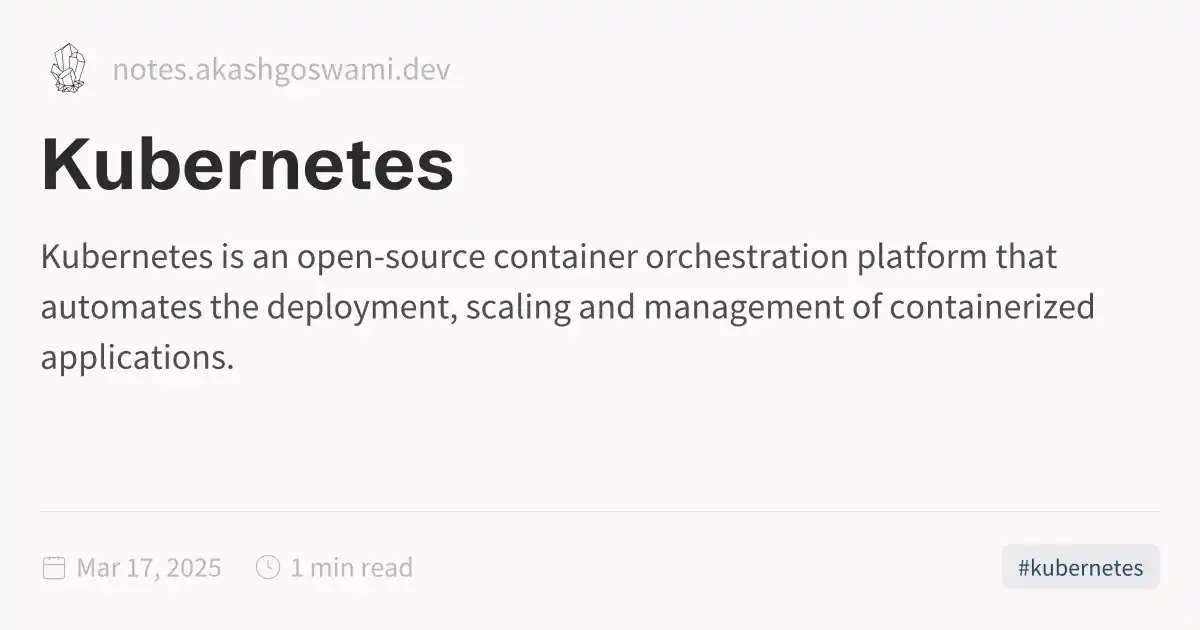 notes.akashgoswami.dev
Kubernetes
Kubernetes is an open-source container orchestration platform that
automates the deployment, scaling and management of containerized
applications.
Mar 17, 2025 1 min read #kubernetes